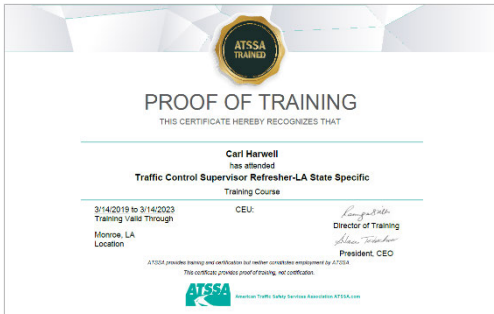 ATSSA
TRAINED
PROOF OF TRAINING
THIS CERTIFICATE HEREBY RECOGNIZES THAT
Carl Harwell
has attended
Traffic Control Supervisor Refresher-LA State Specific
Training Course
3/14/2019 to 3/14/2023
Training Valid Through
CEU:
Director of Training
Monroe, LA
Location
President, CEO
ATSSA provides training and certification but neither constitutes employment by ATSSA
This certificate provides proof of training, not certification.
ATSSA
American Traffic Safety Services Association ATSSA.com